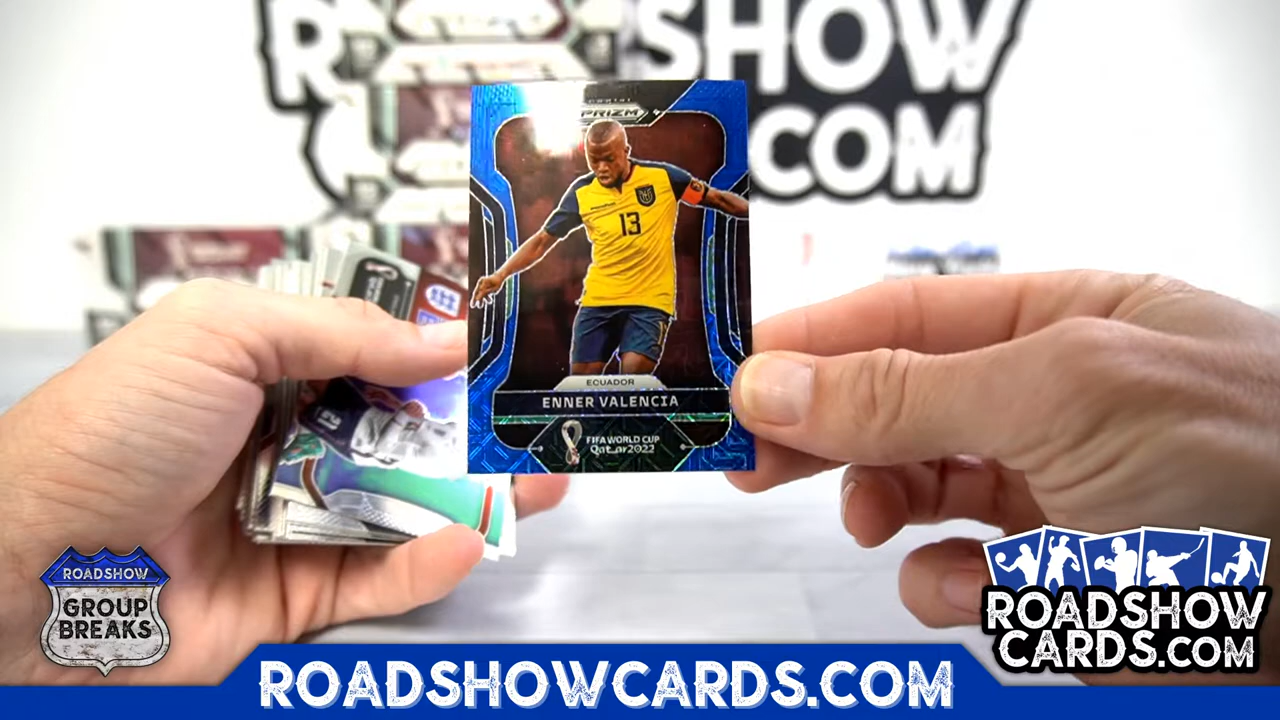 R SHOW
COM
PRIZM
13
ECUADOR
ENNER VALENCIA
FIFA WORLD CUP
Qatar2022
ROADSHOW
GROUP
BREAKS
ROADSHOW
CARDS.COM
ROADSHOWCARDS.COM